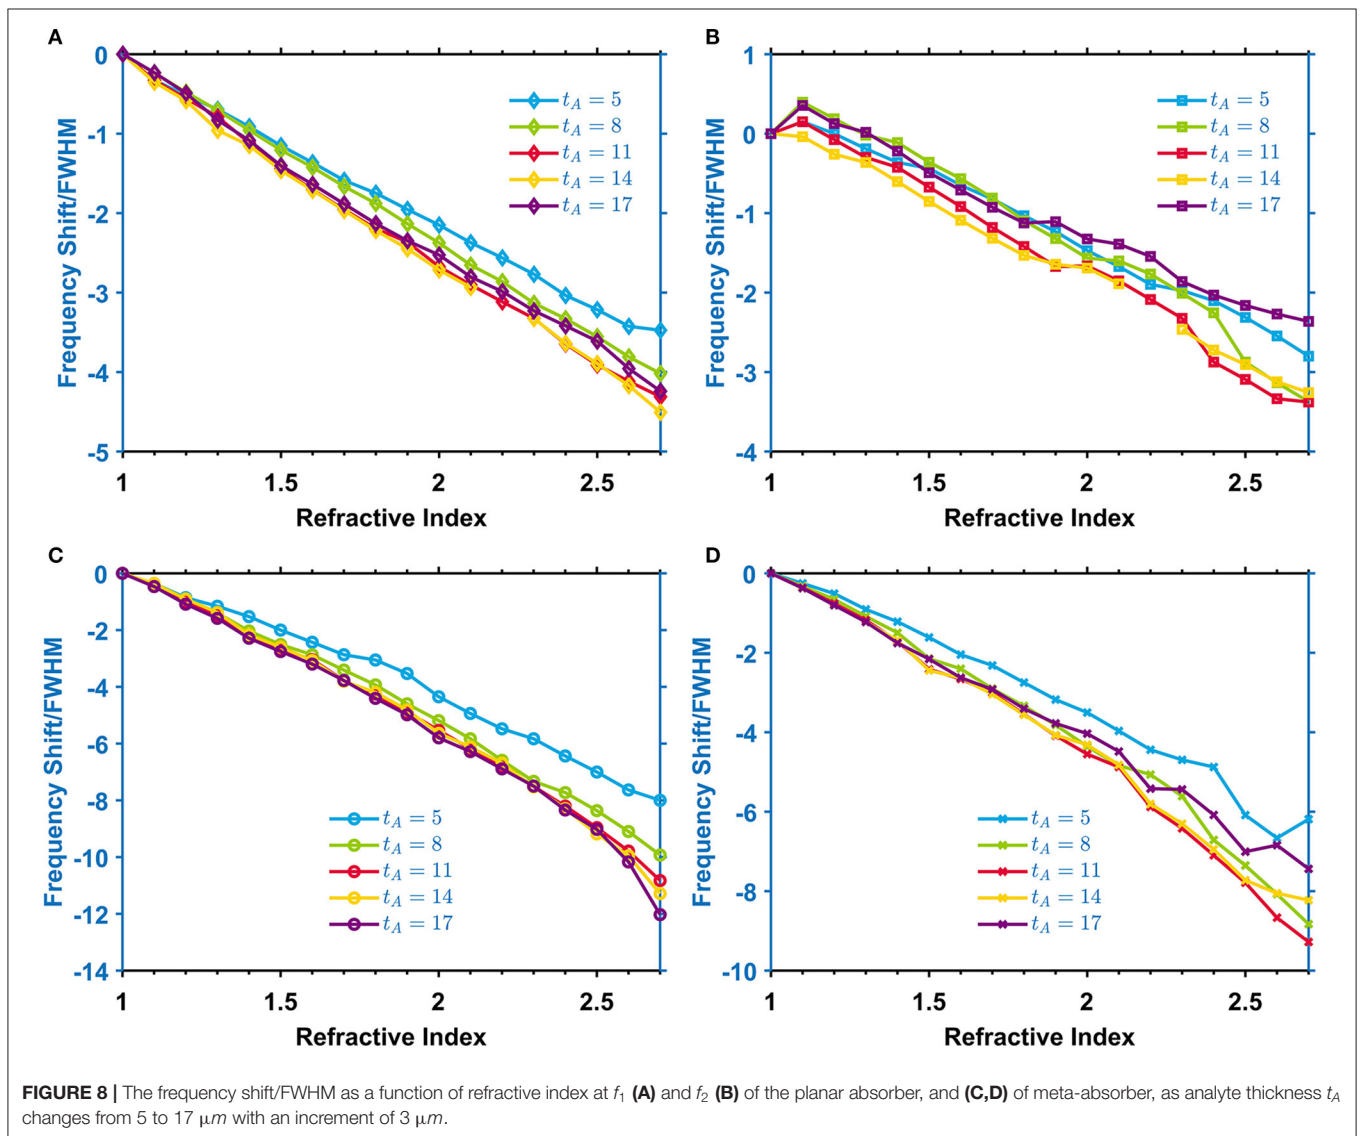 A
0
-1
-2
-3
-4
-5
1
1.5
2
2.5
Frequency Shift/FWHM
Refractive Index
t_A = 5
t_A = 8
t_A = 11
t_A = 14
t_A = 17
B
1
0
-1
-2
-3
-4
1
1.5
2
2.5
Frequency Shift/FWHM
Refractive Index
t_A = 5
t_A = 8
t_A = 11
t_A = 14
t_A = 17
C
0
-2
-4
-6
-8
-10
-12
-14
1
1.5
2
2.5
Frequency Shift/FWHM
Refractive Index
t_A = 5
t_A = 8
t_A = 11
t_A = 14
t_A = 17
D
0
-2
-4
-6
-8
-10
1
1.5
2
2.5
Frequency Shift/FWHM
Refractive Index
t_A = 5
t_A = 8
t_A = 11
t_A = 14
t_A = 17
FIGURE 8 | The frequency shift/FWHM as a function of refractive index at f₁ (A) and f₂ (B) of the planar absorber, and (C,D) of meta-absorber, as analyte thickness t_A
changes from 5 to 17 μm with an increment of 3 μm.